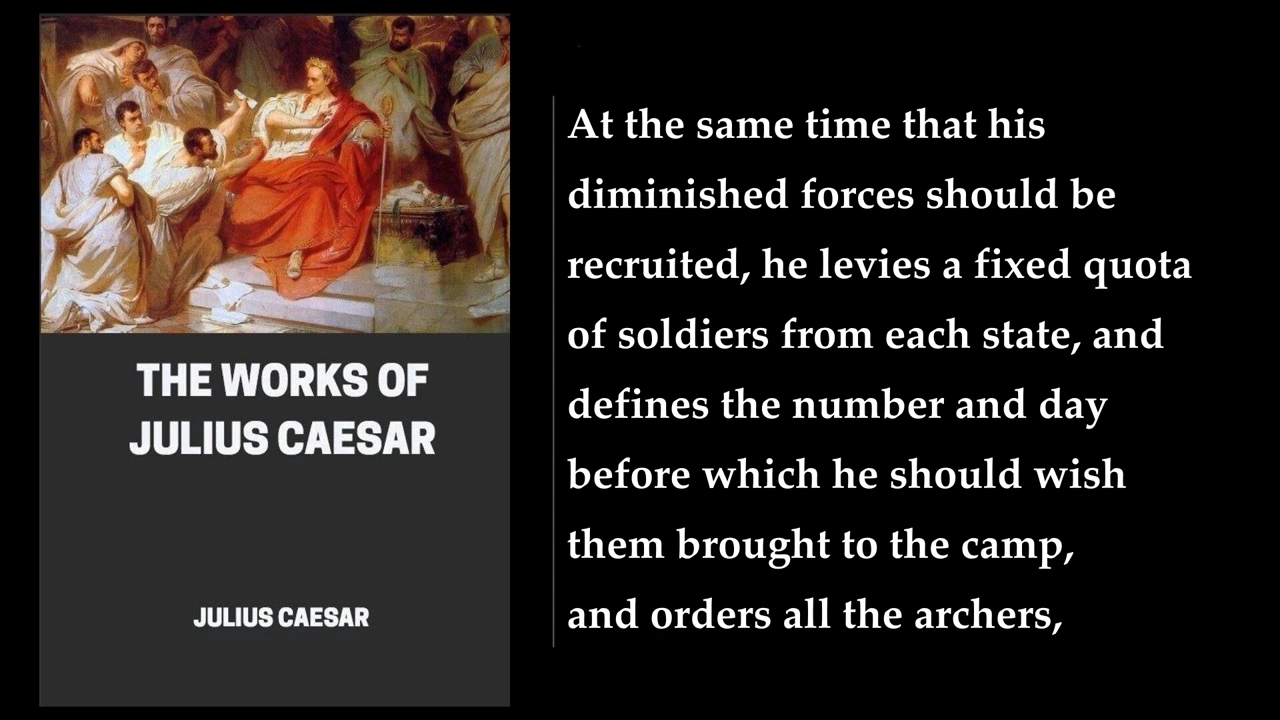 THE WORKS OF
JULIUS CAESAR
JULIUS CAESAR
At the same time that his
diminished forces should be
recruited, he levies a fixed quota
of soldiers from each state, and
defines the number and day
before which he should wish
them brought to the camp,
and orders all the archers,